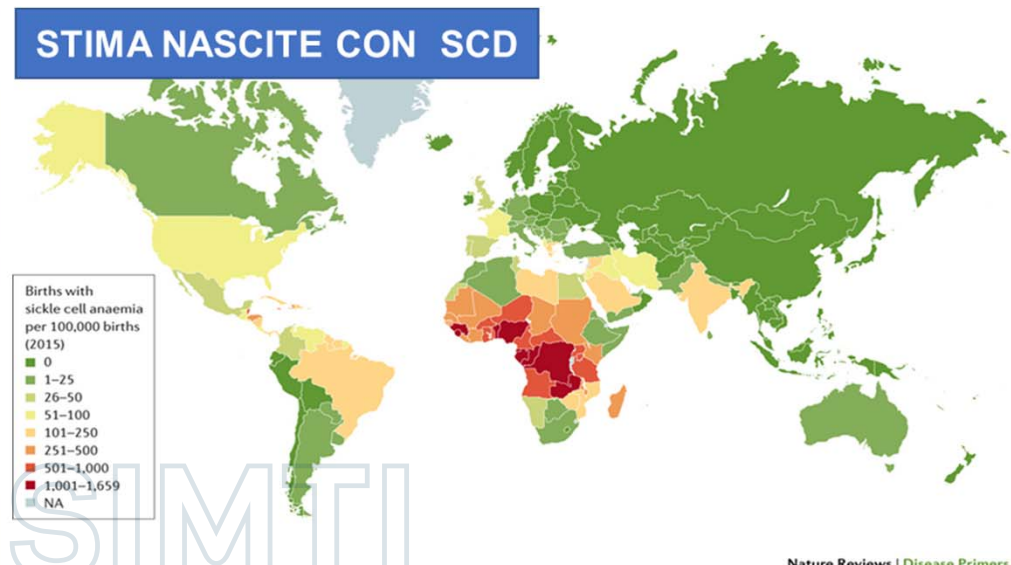 STIMA NASCITE CON SCD
Births with
sickle cell anaemia
per 100,000 births
(2015)
0
1–25
26–50
51–100
101–250
251–500
501–1,000
1,001–1,659
NA
SIMTI
Nature Reviews | Disease Primers